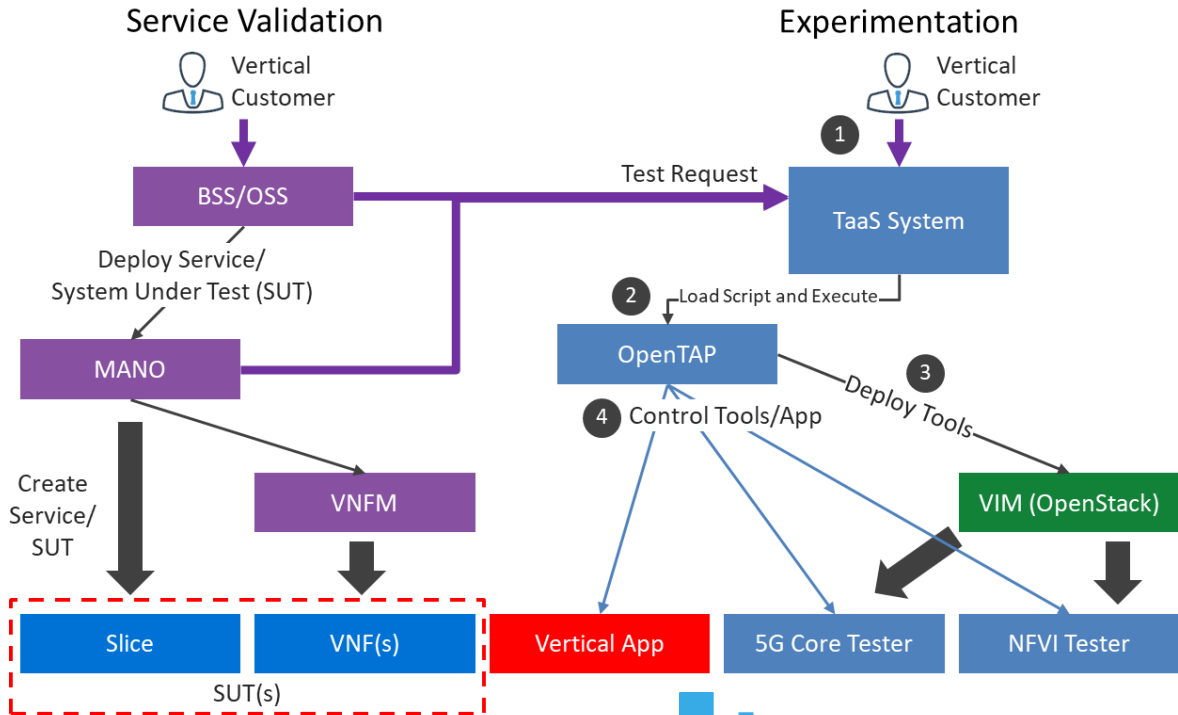 Service Validation
Experimentation
Vertical
Customer
Vertical
Customer
1
BSS/OSS
Test Request
TaaS System
Deploy Service/
System Under Test (SUT)
2
Load Script and Execute
MANO
OpenTAP
3
Deploy Tools
4
Control Tools/App
Create
Service/
SUT
VNFM
VIM (OpenStack)
Slice
VNF(s)
Vertical App
5G Core Tester
NFVI Tester
SUT(s)